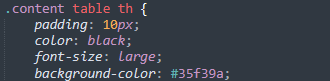 .content table th {
padding: 10px;
color: black;
font-size: large;
background-color: #35f39a;